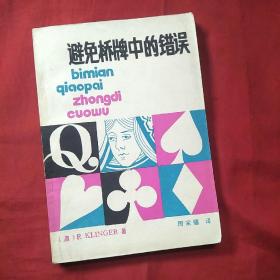 避免桥牌中的错误
bimian
qiaopai
zhongdi
cuowu
Q
〔澳〕R. KLINGER 著
周家骝 译